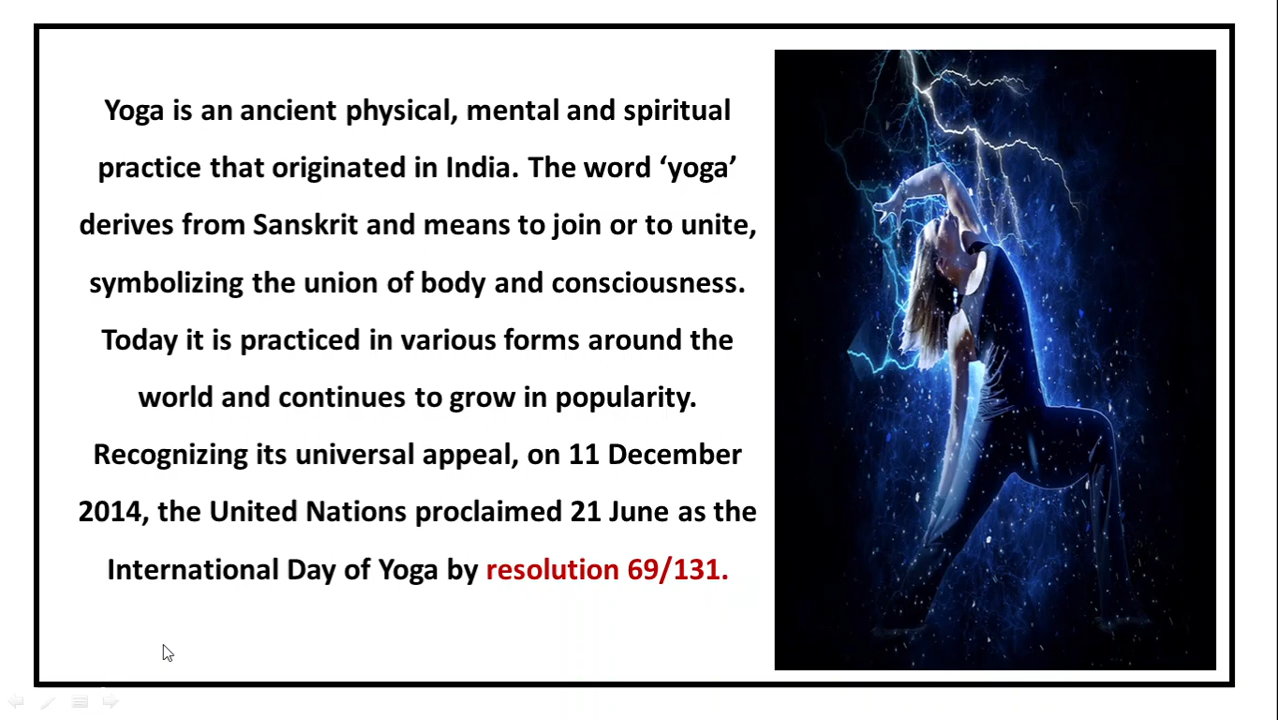 Yoga is an ancient physical, mental and spiritual
practice that originated in India. The word ‘yoga’
derives from Sanskrit and means to join or to unite,
symbolizing the union of body and consciousness.
Today it is practiced in various forms around the
world and continues to grow in popularity.
Recognizing its universal appeal, on 11 December
2014, the United Nations proclaimed 21 June as the
International Day of Yoga by resolution 69/131.